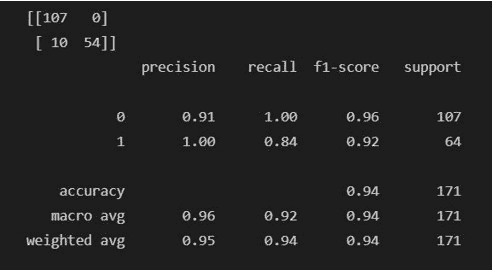 [[107   0]
 [ 10  54]]
              precision    recall  f1-score   support

           0       0.91      1.00      0.96       107
           1       1.00      0.84      0.92        64

    accuracy                           0.94       171
   macro avg       0.96      0.92      0.94       171
weighted avg       0.95      0.94      0.94       171